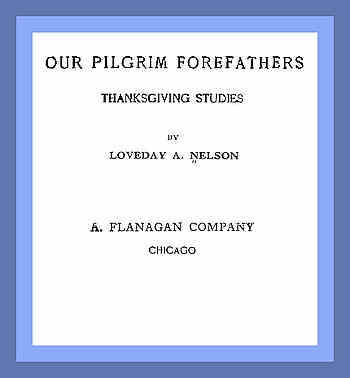 OUR PILGRIM FOREFATHERS
THANKSGIVING STUDIES
BY
LOVEDAY A. NELSON
A. FLANAGAN COMPANY
CHICAGO